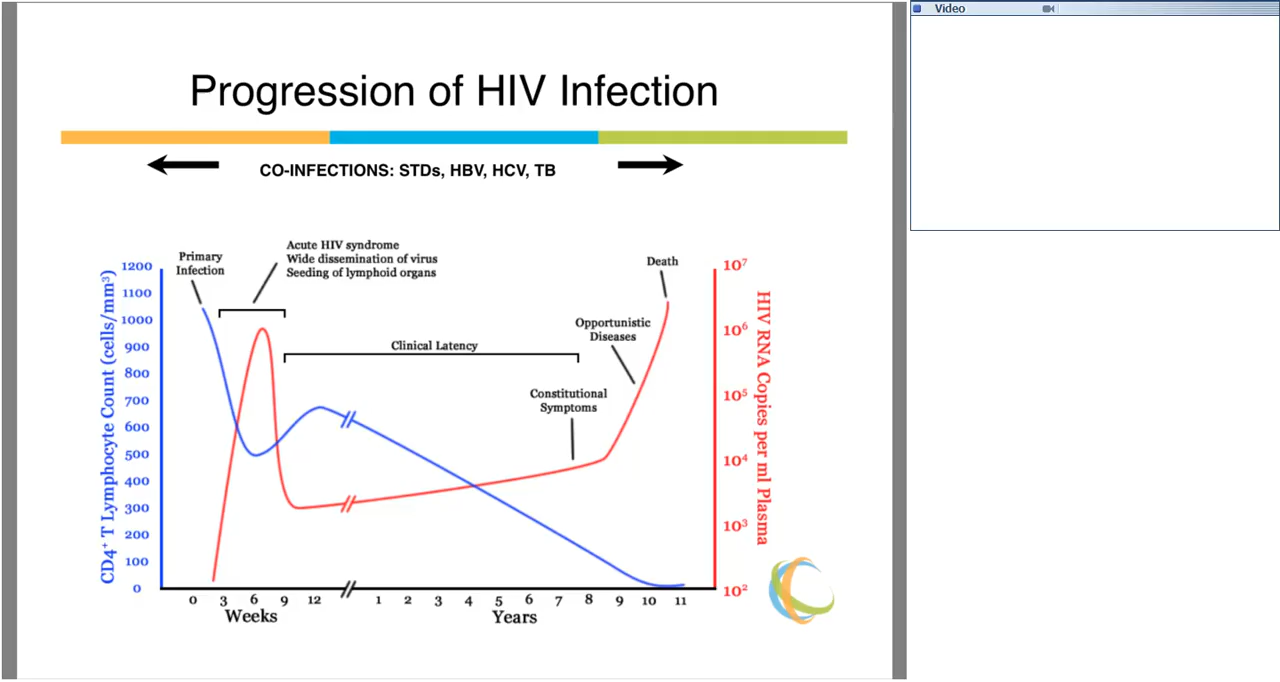 Video
Progression of HIV Infection
CO-INFECTIONS: STDs, HBV, HCV, TB
Primary
Infection
Acute HIV syndrome
Wide dissemination of virus
Seeding of lymphoid organs
Death
Opportunistic
Diseases
Clinical Latency
Constitutional
Symptoms
CD4⁺ T Lymphocyte Count (cells/mm³)
1200
1100
1000
900
800
700
600
500
400
300
200
100
0
HIV RNA Copies per ml Plasma
10⁷
10⁶
10⁵
10⁴
10³
10²
0 3 6 9 12 1 2 3 4 5 6 7 8 9 10 11
Weeks Years